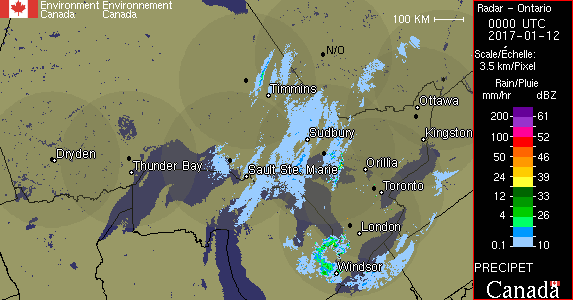 Environment Environnement
Canada Canada
100 KM
N/O
Timmins
Ottawa
Sudbury
Kingston
Dryden
Thunder Bay
Sault Ste. Marie
Orillia
Toronto
London
Windsor
Radar - Ontario
0000 UTC
2017-01-12
Scale/Échelle:
3.5 km/Pixel
Rain/Pluie
mm/hr dBZ
200 61
100 52
50 46
24 39
12 33
4 26
0.1 10
PRECIPET
Canada